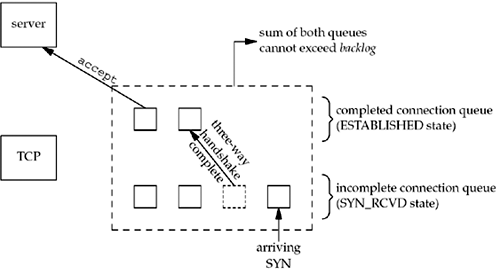 server
sum of both queues
cannot exceed backlog
accept
three-way
handshake
complete
completed connection queue
(ESTABLISHED state)
TCP
incomplete connection queue
(SYN_RCVD state)
arriving
SYN